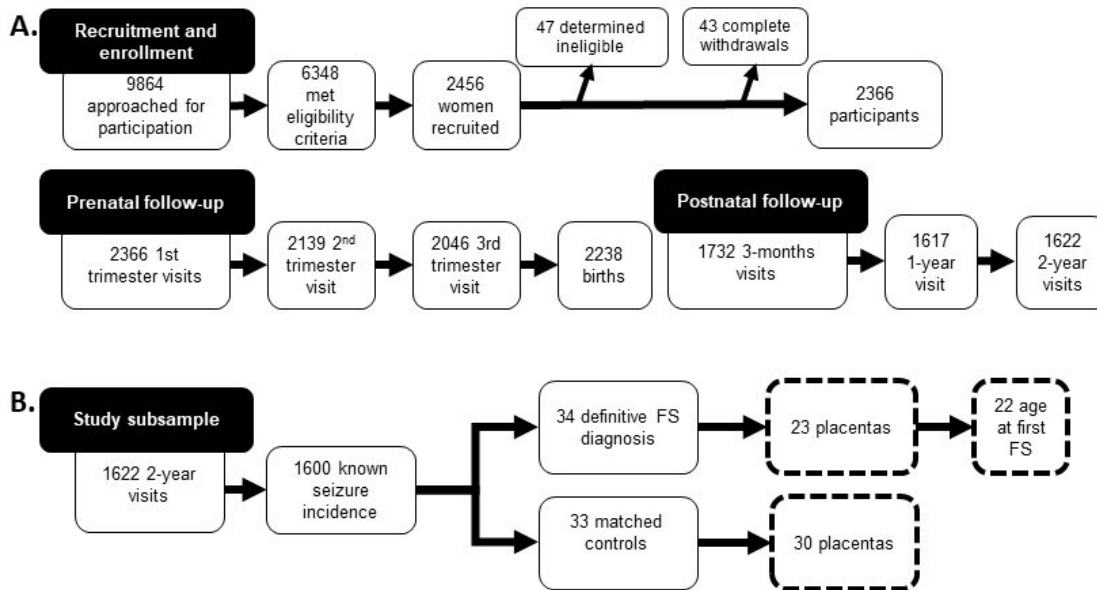 A.
Recruitment and
enrollment
9864
approached for
participation
6348
met
eligibility
criteria
2456
women
recruited
47 determined
ineligible
43 complete
withdrawals
2366
participants
Prenatal follow-up
2366 1st
trimester visits
2139 2nd
trimester
visit
2046 3rd
trimester
visit
2238
births
Postnatal follow-up
1732 3-months
visits
1617
1-year
visit
1622
2-year
visits
B.
Study subsample
1622 2-year
visits
1600 known
seizure
incidence
34 definitive FS
diagnosis
23 placentas
22 age
at first
FS
33 matched
controls
30 placentas